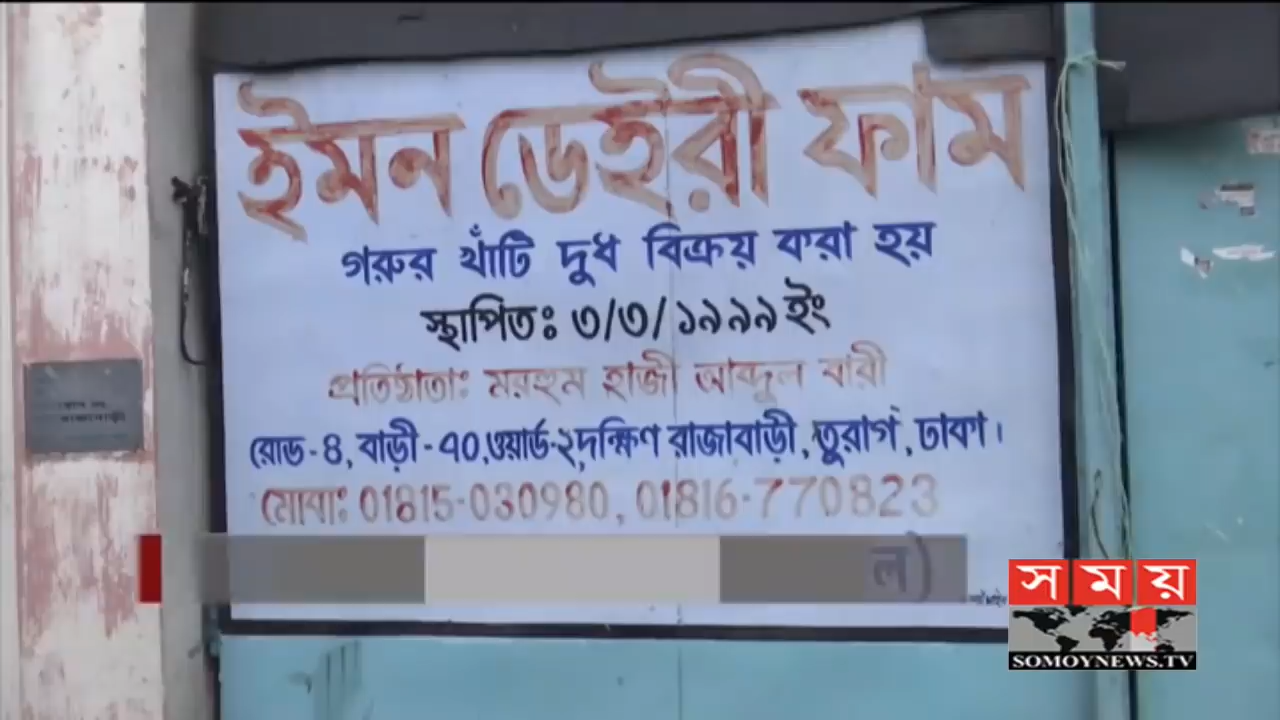 ইমন ডেইরী ফাম
গরুর খাঁটি দুধ বিক্রয় করা হয়
স্থাপিতঃ ৩/৩/১৯৯৯ইং
প্রতিষ্ঠাতাঃ মরহুম হাজী আব্দুল বারী
রোড-৪, বাড়ী-৭০,ওয়ার্ড-২,দক্ষিণ রাজাবাড়ী, তুরাগ, ঢাকা।
মোবাঃ 01815-030980, 01816-770823
ল)
সময়
SOMOYNEWS.TV